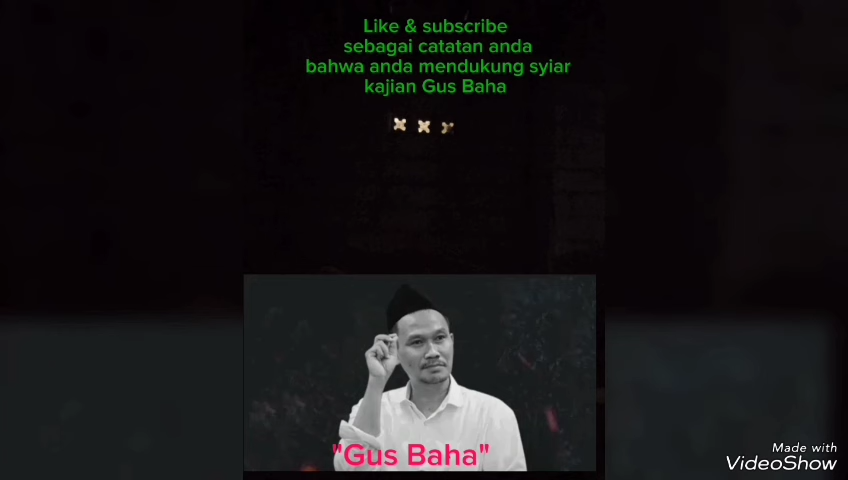 Like & subscribe
sebagai catatan anda
bahwa anda mendukung syiar
kajian Gus Baha
"Gus Baha"
Made with
VideoShow